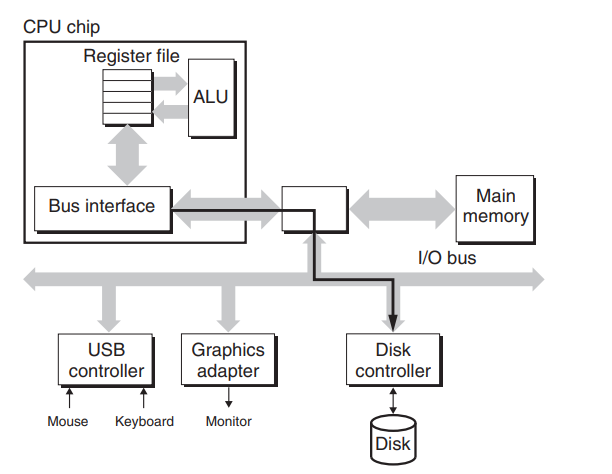 CPU chip
Register file
ALU
Bus interface
Main
memory
I/O bus
USB
controller
Graphics
adapter
Disk
controller
Mouse
Keyboard
Monitor
Disk